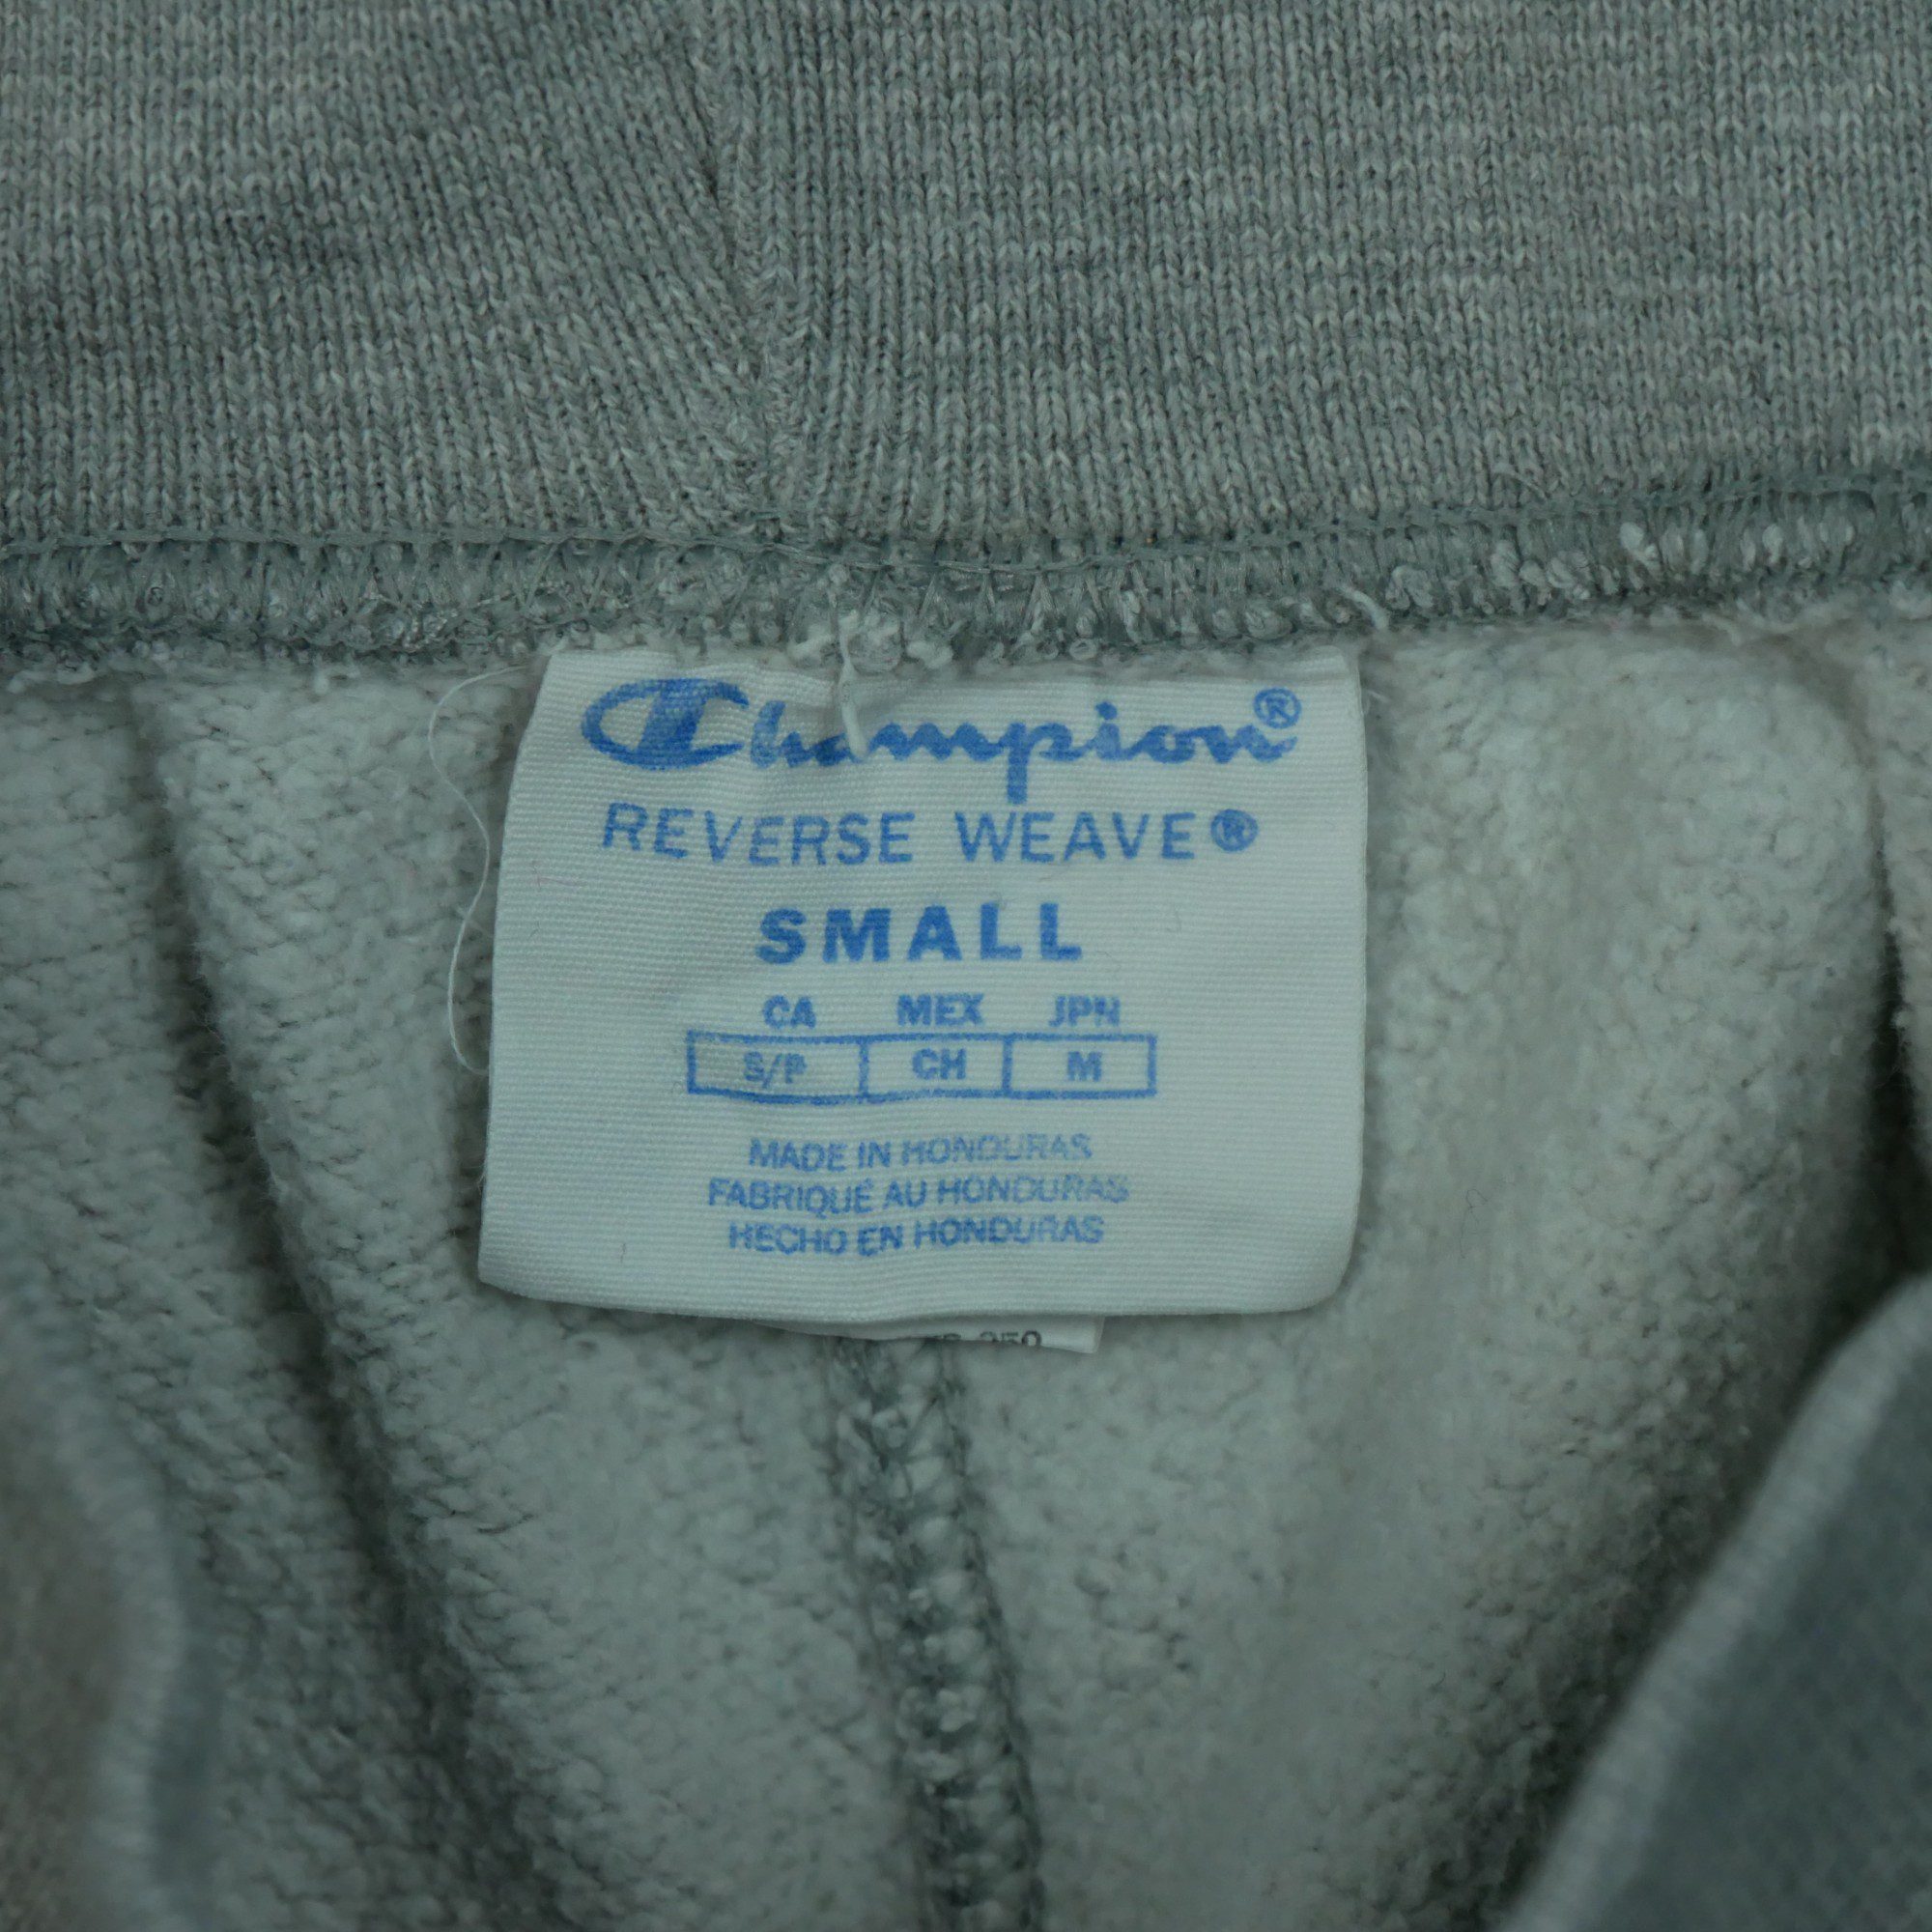 Champion®
REVERSE WEAVE®
SMALL
CA MEX JPN
S/P CH M
MADE IN HONDURAS
FABRIQUÉ AU HONDURAS
HECHO EN HONDURAS